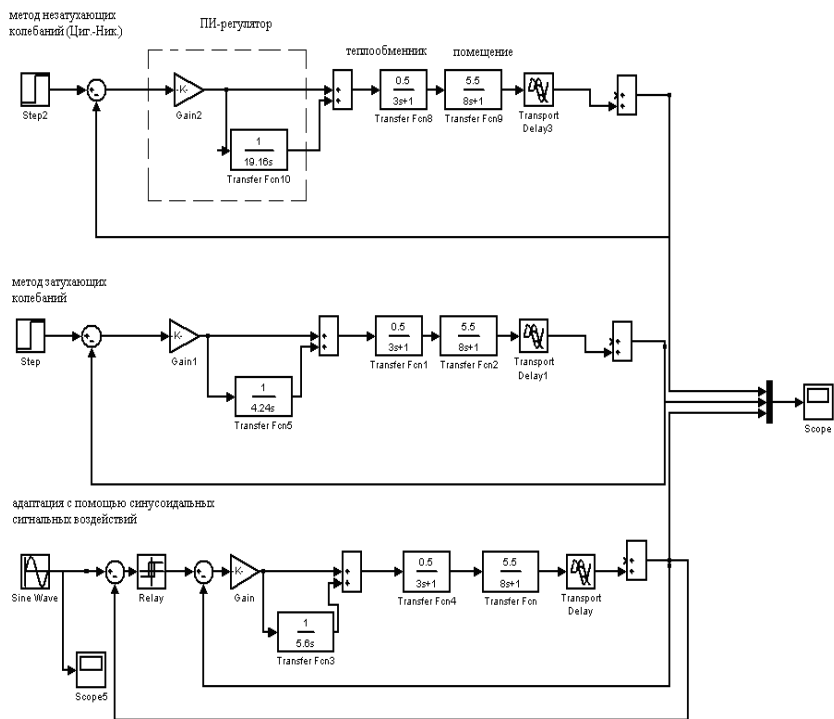 метод незатухающих
колебаний (Циг.-Ник.)
ПИ-регулятор
теплообменник
помещение
Step2
-K-
Gain2
1
19.16s
Transfer Fcn10
0.5
3s+1
Transfer Fcn8
5.5
8s+1
Transfer Fcn9
Transport
Delay3
метод затухающих
колебаний
Step
-K-
Gain1
1
4.24s
Transfer Fcn5
0.5
3s+1
Transfer Fcn1
5.5
8s+1
Transfer Fcn2
Transport
Delay1
Scope
адаптация с помощью синусоидальных
сигнальных воздействий
Sine Wave
Scope5
Relay
-K-
Gain
1
5.6s
Transfer Fcn3
0.5
3s+1
Transfer Fcn4
5.5
8s+1
Transfer Fcn
Transport
Delay